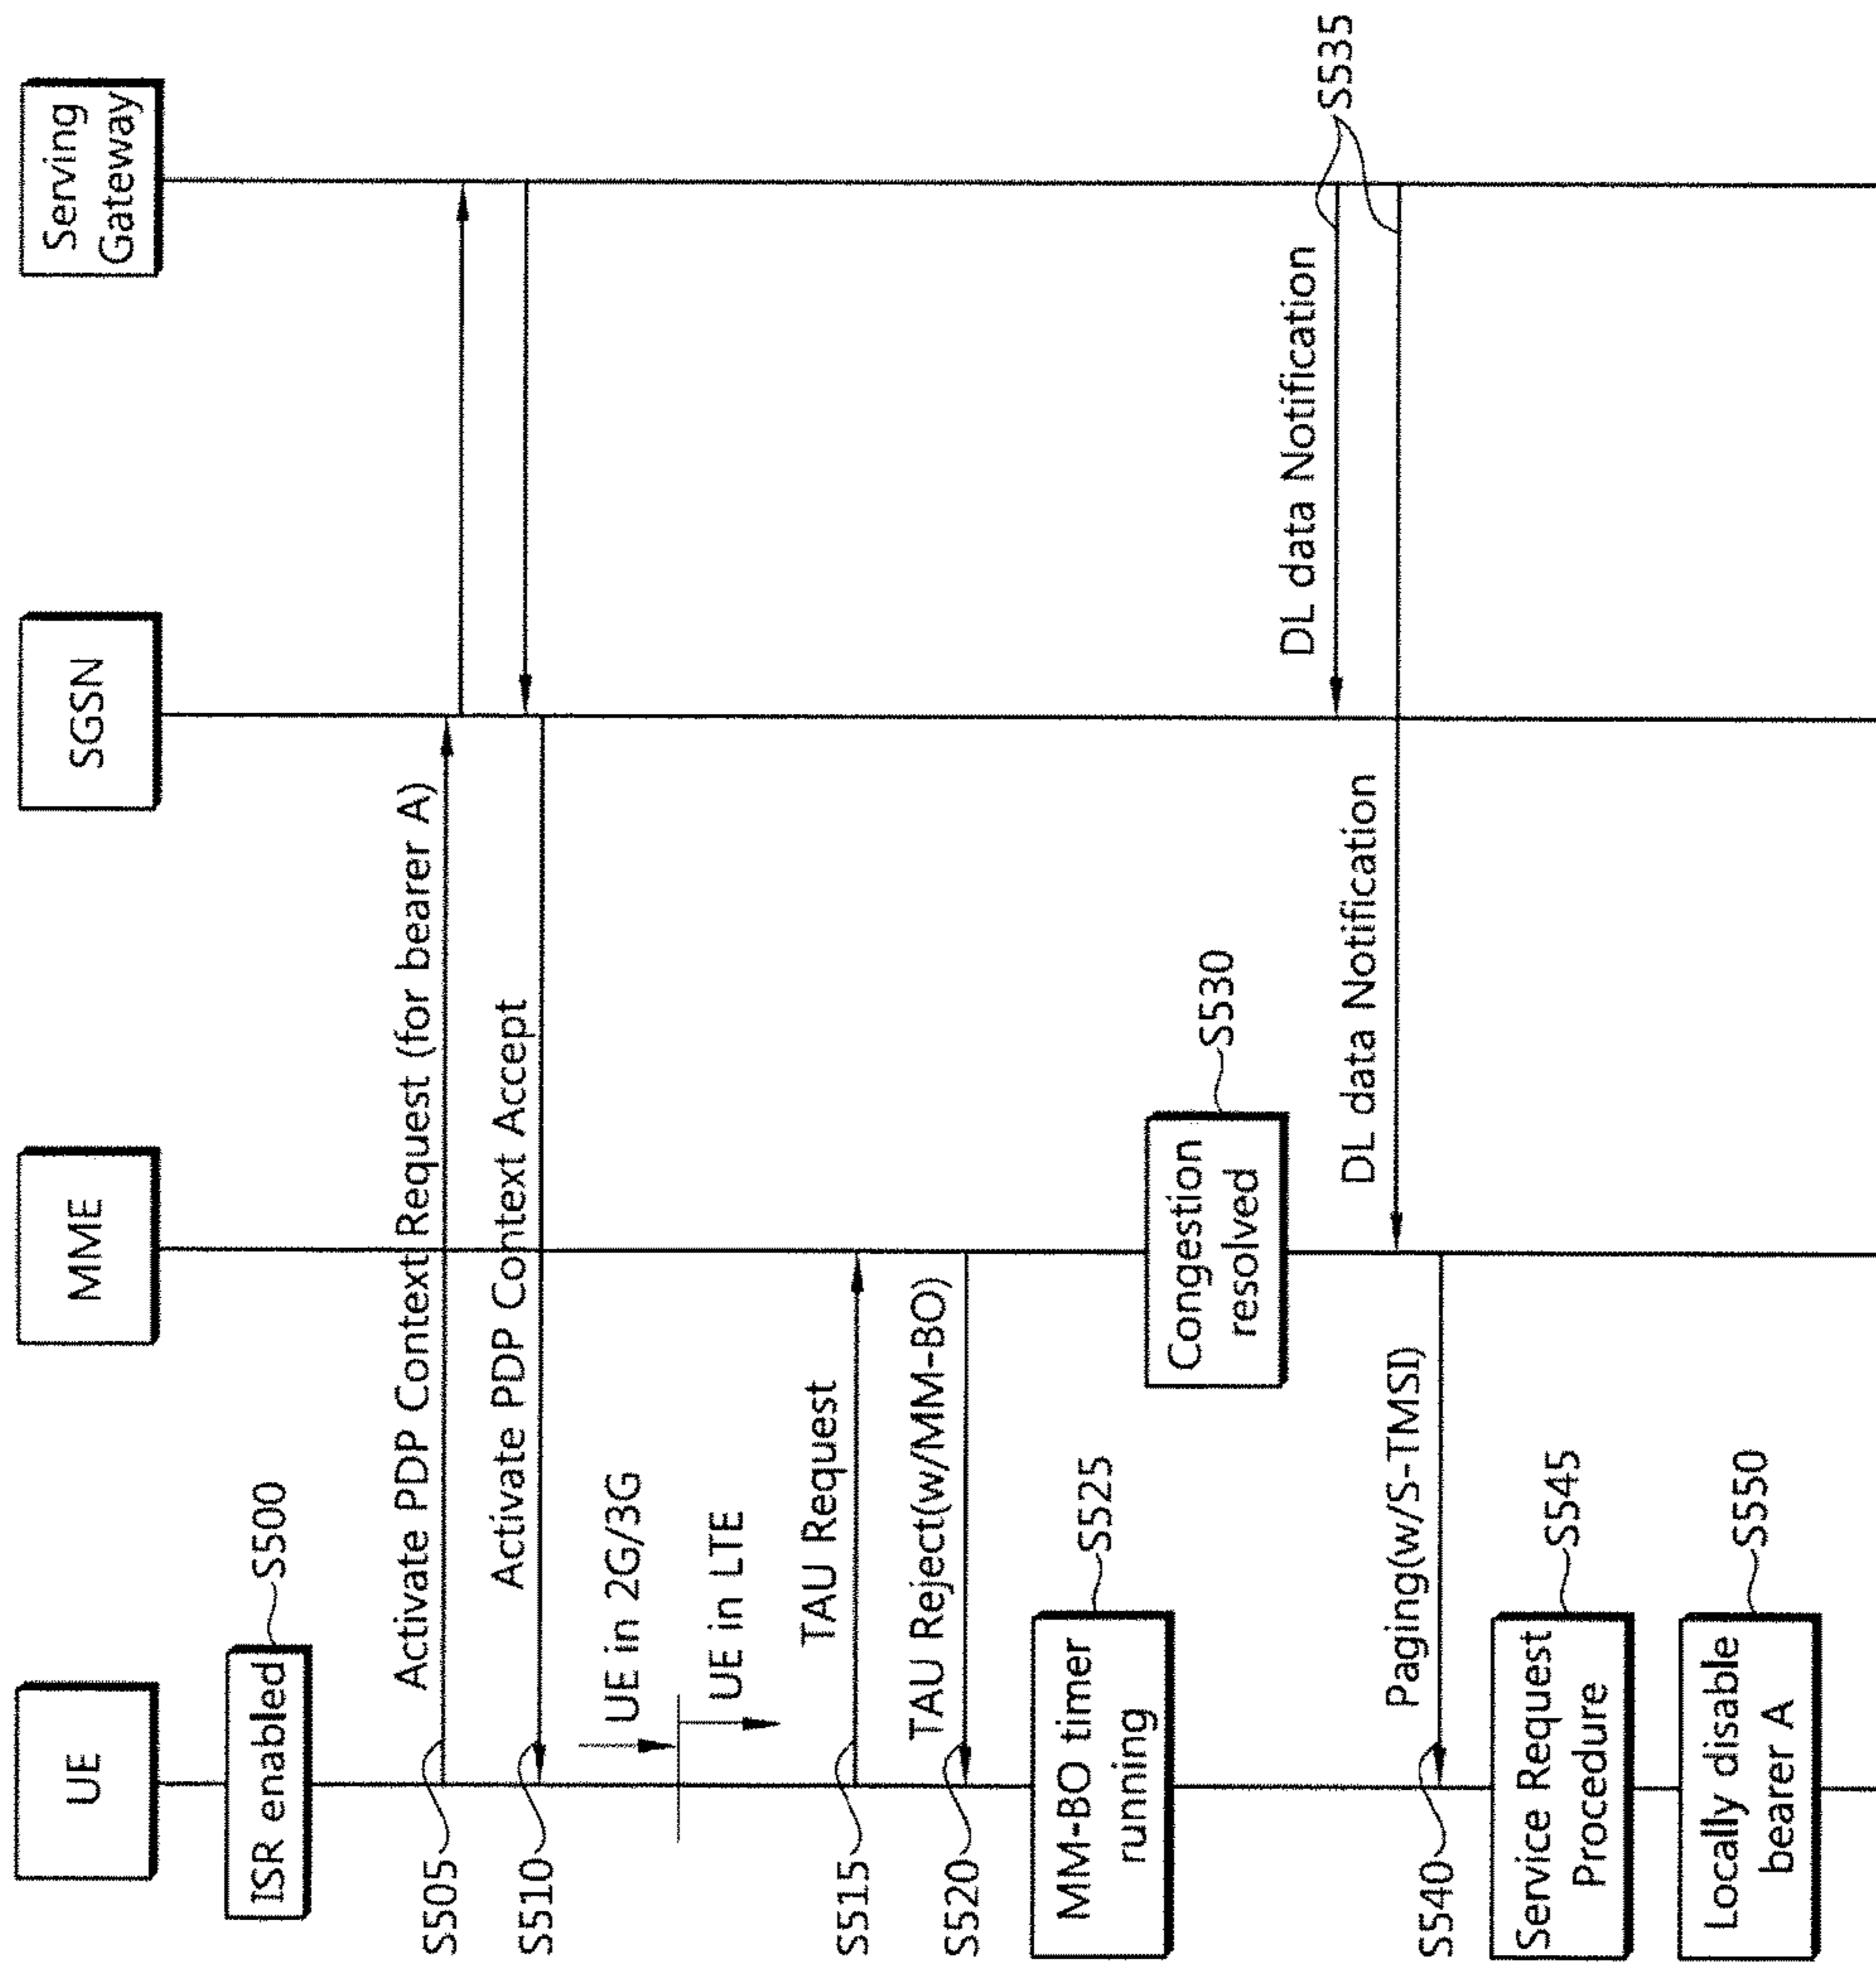 UE
MME
SGSN
Serving
Gateway
ISR enabled
S500
Activate PDP Context Request (for bearer A)
S505
Activate PDP Context Accept
S510
UE in 2G/3G
UE in LTE
TAU Request
S515
TAU Reject(w/MM-BO)
S520
MM-BO timer
running
S525
Congestion
resolved
S530
DL data Notification
S535
DL data Notification
Paging(w/S-TMSI)
S540
Service Request
Procedure
S545
Locally disable
bearer A
S550